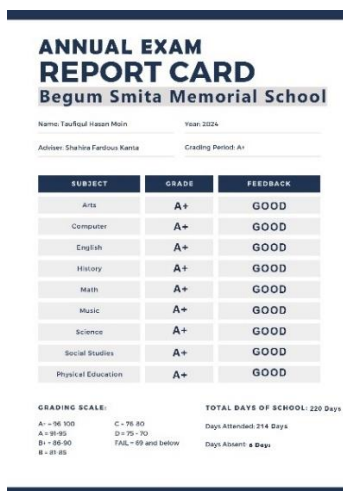 ANNUAL EXAM
REPORT CARD
Begum Smita Memorial School
Name: Taufiqul Hasan Moin Year: 2024
Adviser: Shahira Fardous Kanta Grading Period: A+
SUBJECT GRADE FEEDBACK
Arts A+ GOOD
Computer A+ GOOD
English A+ GOOD
History A+ GOOD
Math A+ GOOD
Music A+ GOOD
Science A+ GOOD
Social Studies A+ GOOD
Physical Education A+ GOOD
GRADING SCALE: TOTAL DAYS OF SCHOOL: 220 Days
A+ = 96-100 C = 76-80 Days Attended: 214 Days
A = 91-95 D = 75 - 70
B+ = 86-90 FAIL = 69 and below Days Absent: 6 Days
B = 81-85